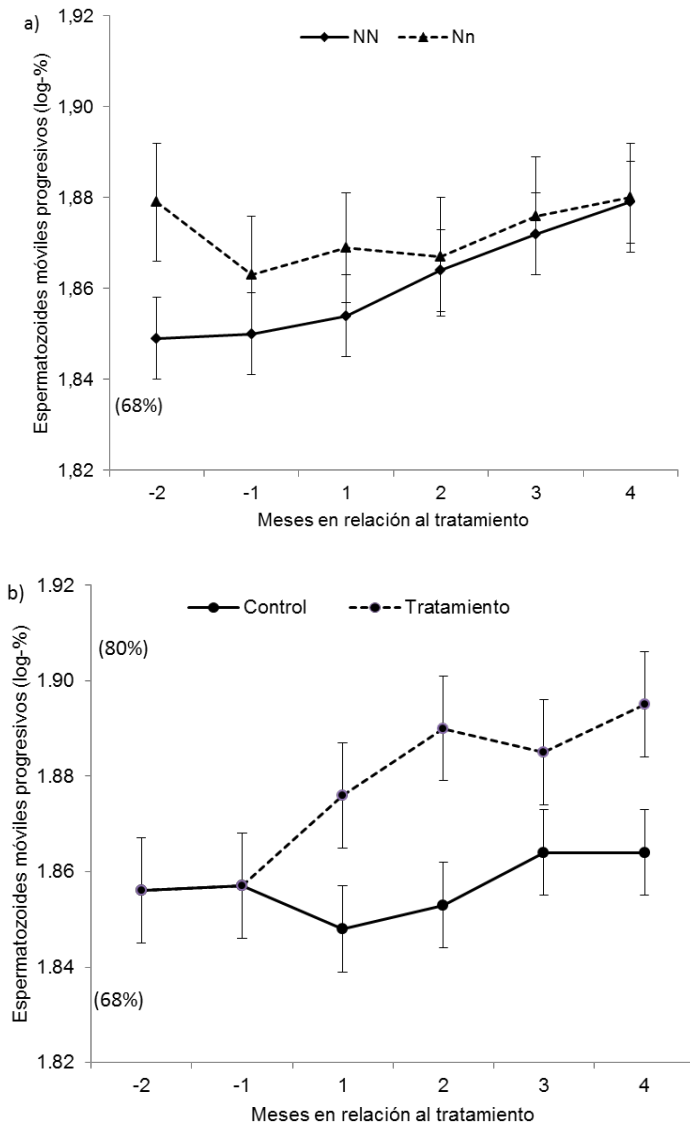 a)
NN Nn
Espermatozoides móviles progresivos (log-%)
1,92
1,90
1,88
1,86
1,84
(68%)
1,82
-2 -1 1 2 3 4
Meses en relación al tratamiento
b)
Control Tratamiento
Espermatozoides móviles progresivos (log-%)
1.92
(80%)
1.90
1.88
1.86
1.84
(68%)
1.82
-2 -1 1 2 3 4
Meses en relación al tratamiento